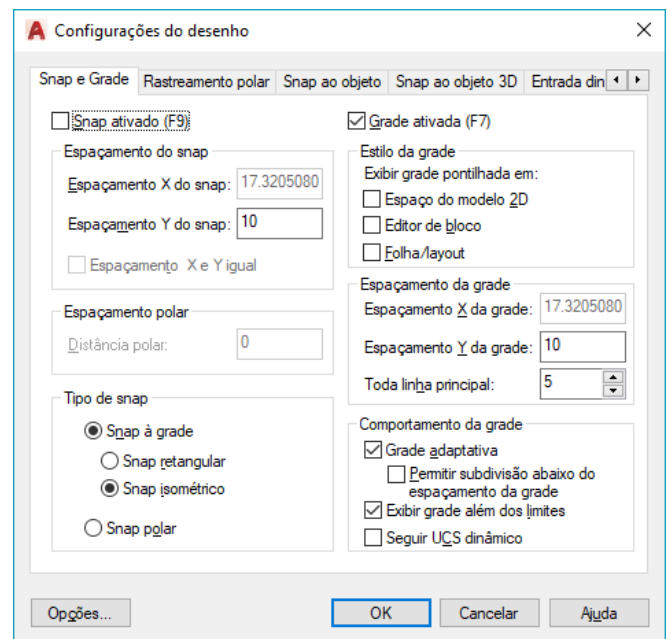 A Configurações do desenho
Snap e Grade Rastreamento polar Snap ao objeto Snap ao objeto 3D Entrada din
Snap ativado (F9)
Espaçamento do snap
Espaçamento X do snap: 17.3205080
Espaçamento Y do snap: 10
Espaçamento X e Y igual
Espaçamento polar
Distância polar: 0
Tipo de snap
Snap à grade
Snap retangular
Snap isométrico
Snap polar
Grade ativada (F7)
Estilo da grade
Exibir grade pontilhada em:
Espaço do modelo 2D
Editor de bloco
Folha/layout
Espaçamento da grade
Espaçamento X da grade: 17.3205080
Espaçamento Y da grade: 10
Toda linha principal: 5
Comportamento da grade
Grade adaptativa
Permitir subdivisão abaixo do
espaçamento da grade
Exibir grade além dos limites
Seguir UCS dinâmico
Opções... OK Cancelar Ajuda